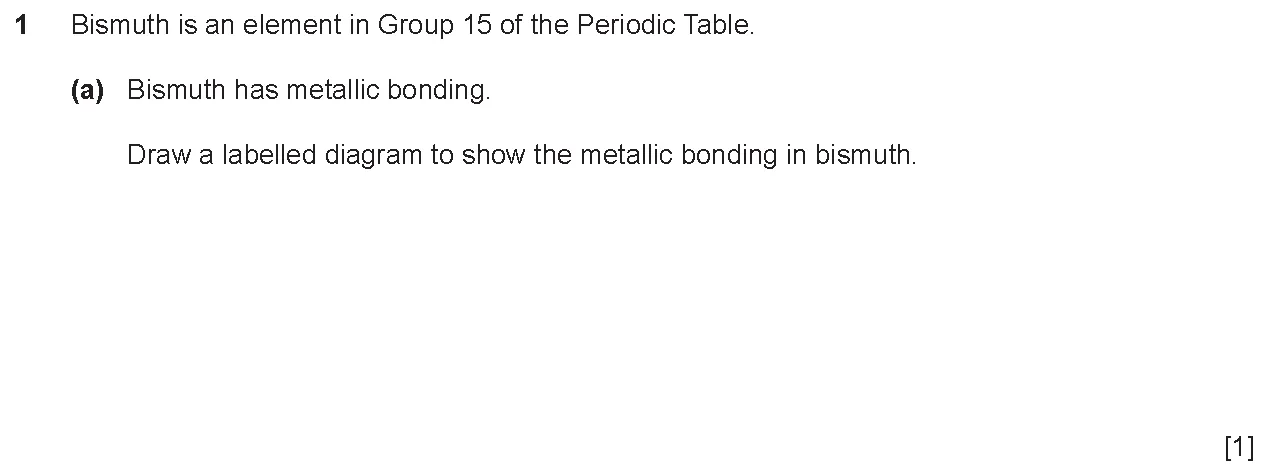 1 Bismuth is an element in Group 15 of the Periodic Table.
(a) Bismuth has metallic bonding.
Draw a labelled diagram to show the metallic bonding in bismuth.
[1]